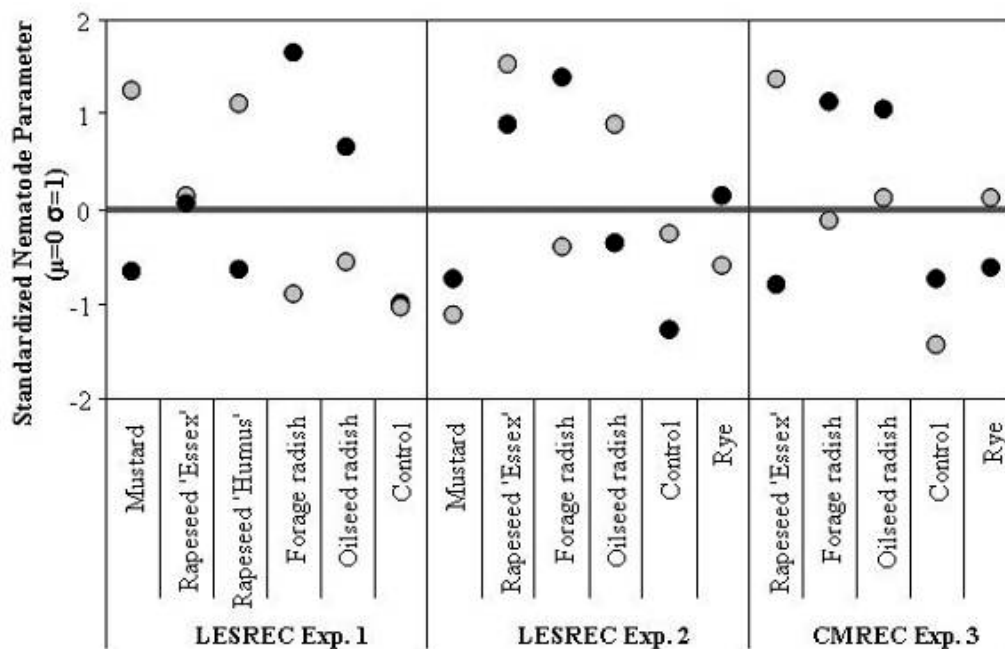 Standardized Nematode Parameter
(μ=0 σ=1)
2
1
0
-1
-2
Mustard
Rapeseed 'Essex'
Rapeseed 'Humus'
Forage radish
Oilseed radish
Control
Mustard
Rapeseed 'Essex'
Forage radish
Oilseed radish
Control
Rye
Rapeseed 'Essex'
Forage radish
Oilseed radish
Control
Rye
LESREC Exp. 1
LESREC Exp. 2
CMREC Exp. 3